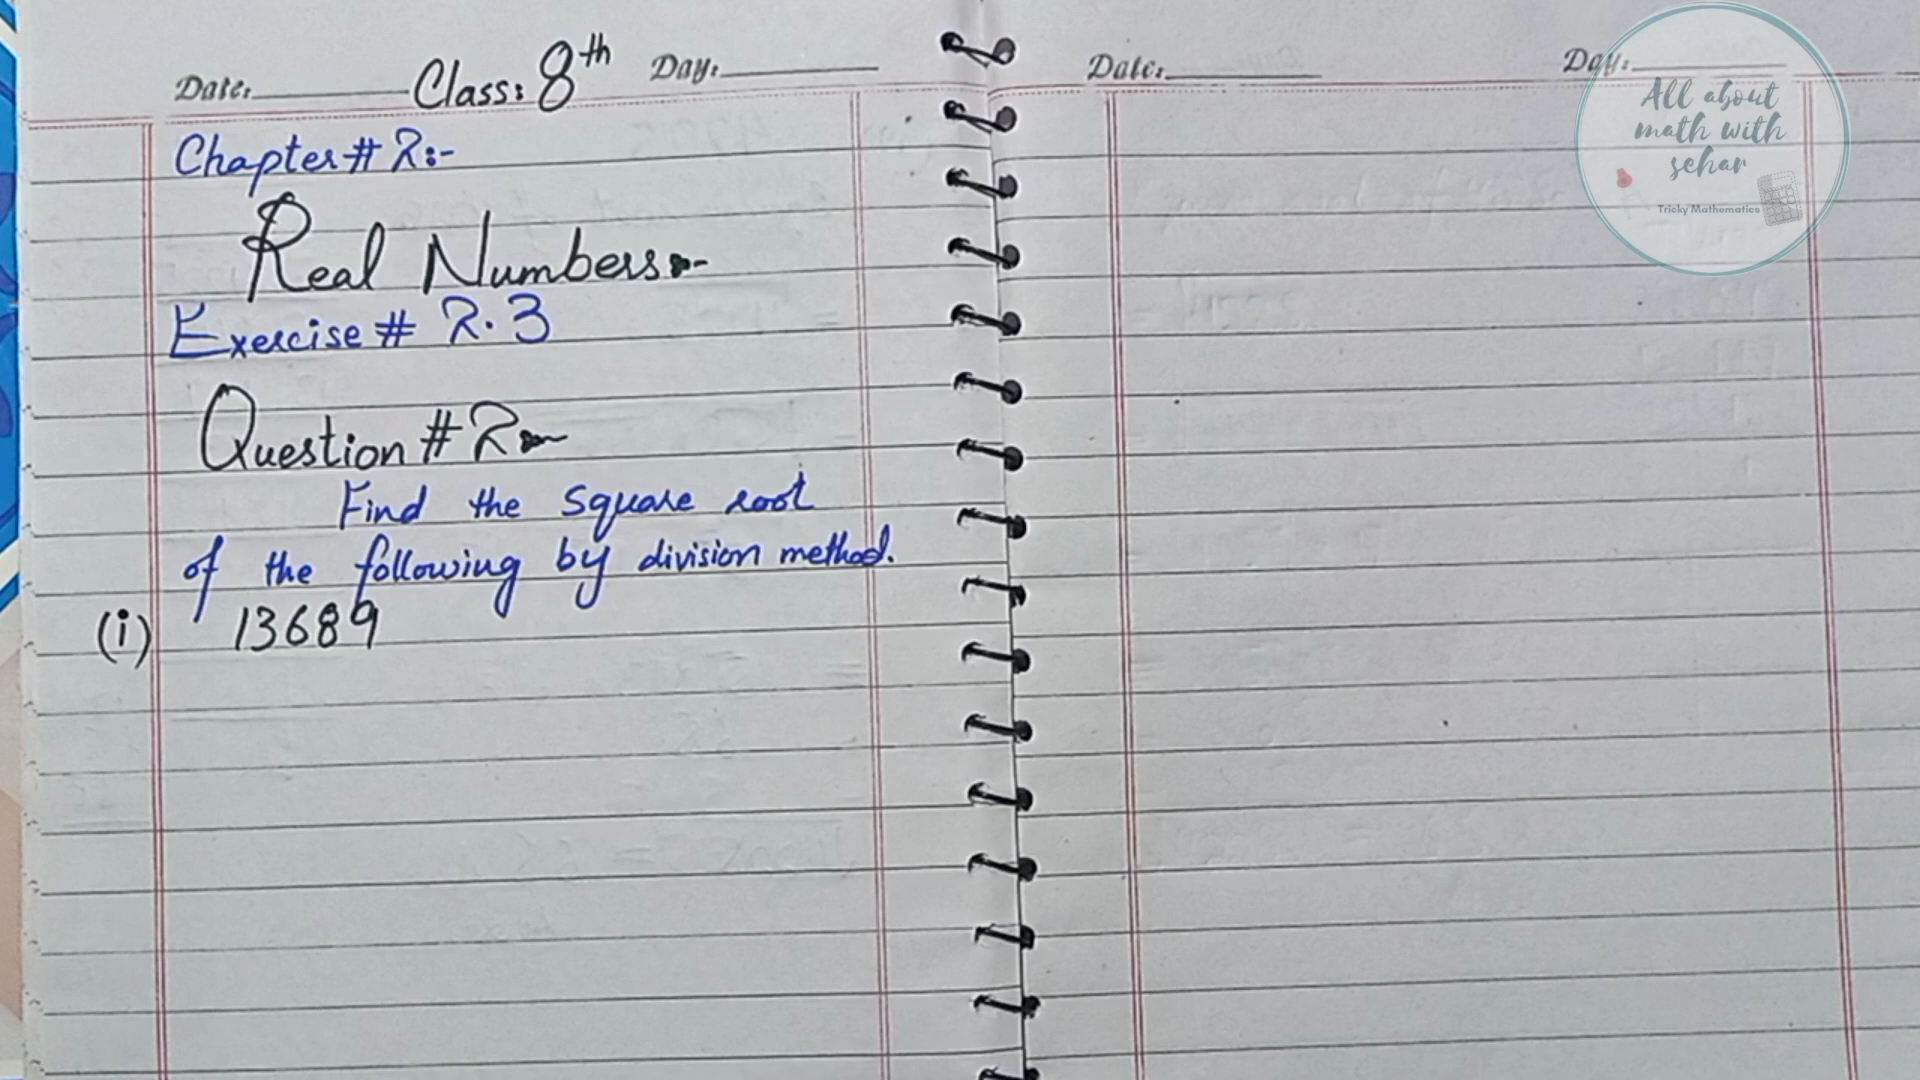 Date: Class: 8th Day:
Chapter # 2:-
Real Numbers:-
Exercise # 2.3
Question # 2:-
Find the square root
of the following by division method.
(i) 13689
Date: Day:
All about
math with
sehar
Tricky Mathematics